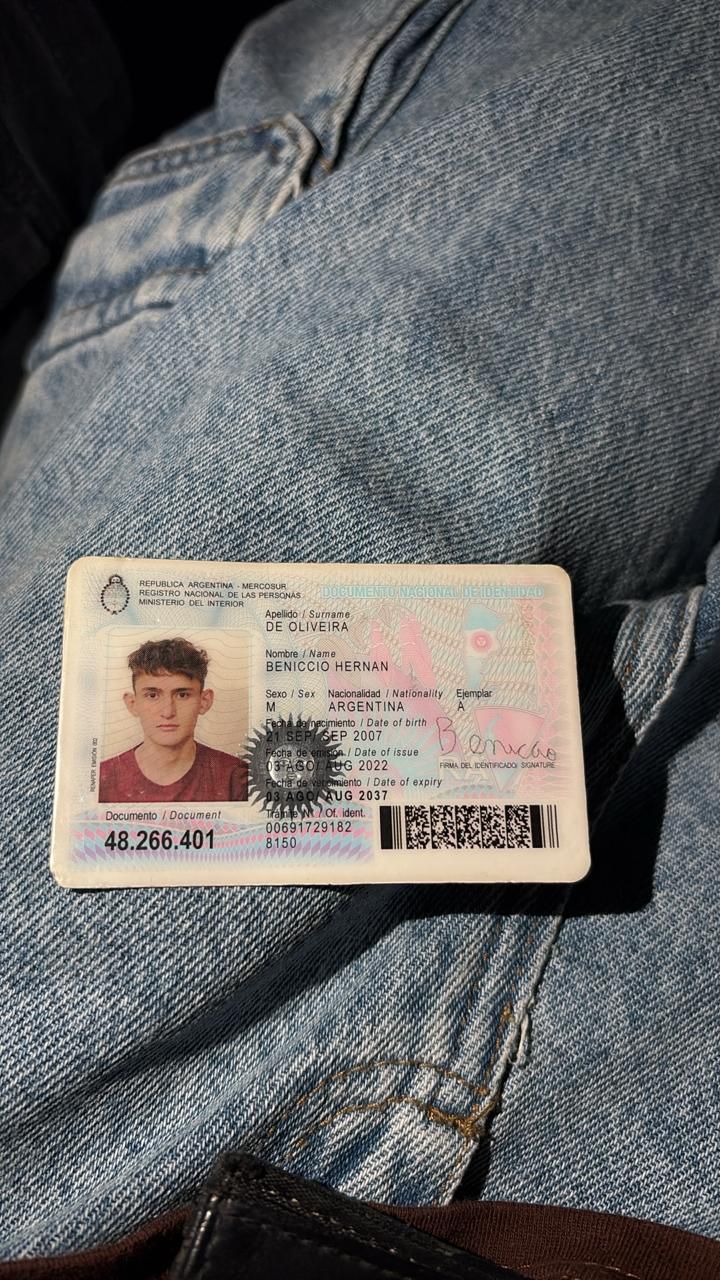 REPUBLICA ARGENTINA - MERCOSUR
REGISTRO NACIONAL DE LAS PERSONAS
MINISTERIO DEL INTERIOR
DOCUMENTO NACIONAL DE IDENTIDAD
Apellido / Surname
DE OLIVEIRA
Nombre / Name
BENICCIO HERNAN
Sexo / Sex Nacionalidad / Nationality Ejemplar
M ARGENTINA A
Fecha de nacimiento / Date of birth
21 SEP/ SEP 2007
Fecha de emisión / Date of issue
03 AGO/ AUG 2022
Fecha de vencimiento / Date of expiry
03 AGO/ AUG 2037
Beniccio
FIRMA DEL IDENTIFICADO/ SIGNATURE
Documento / Document
48.266.401
Trámite Nº / Of. ident.
00691729182
8150